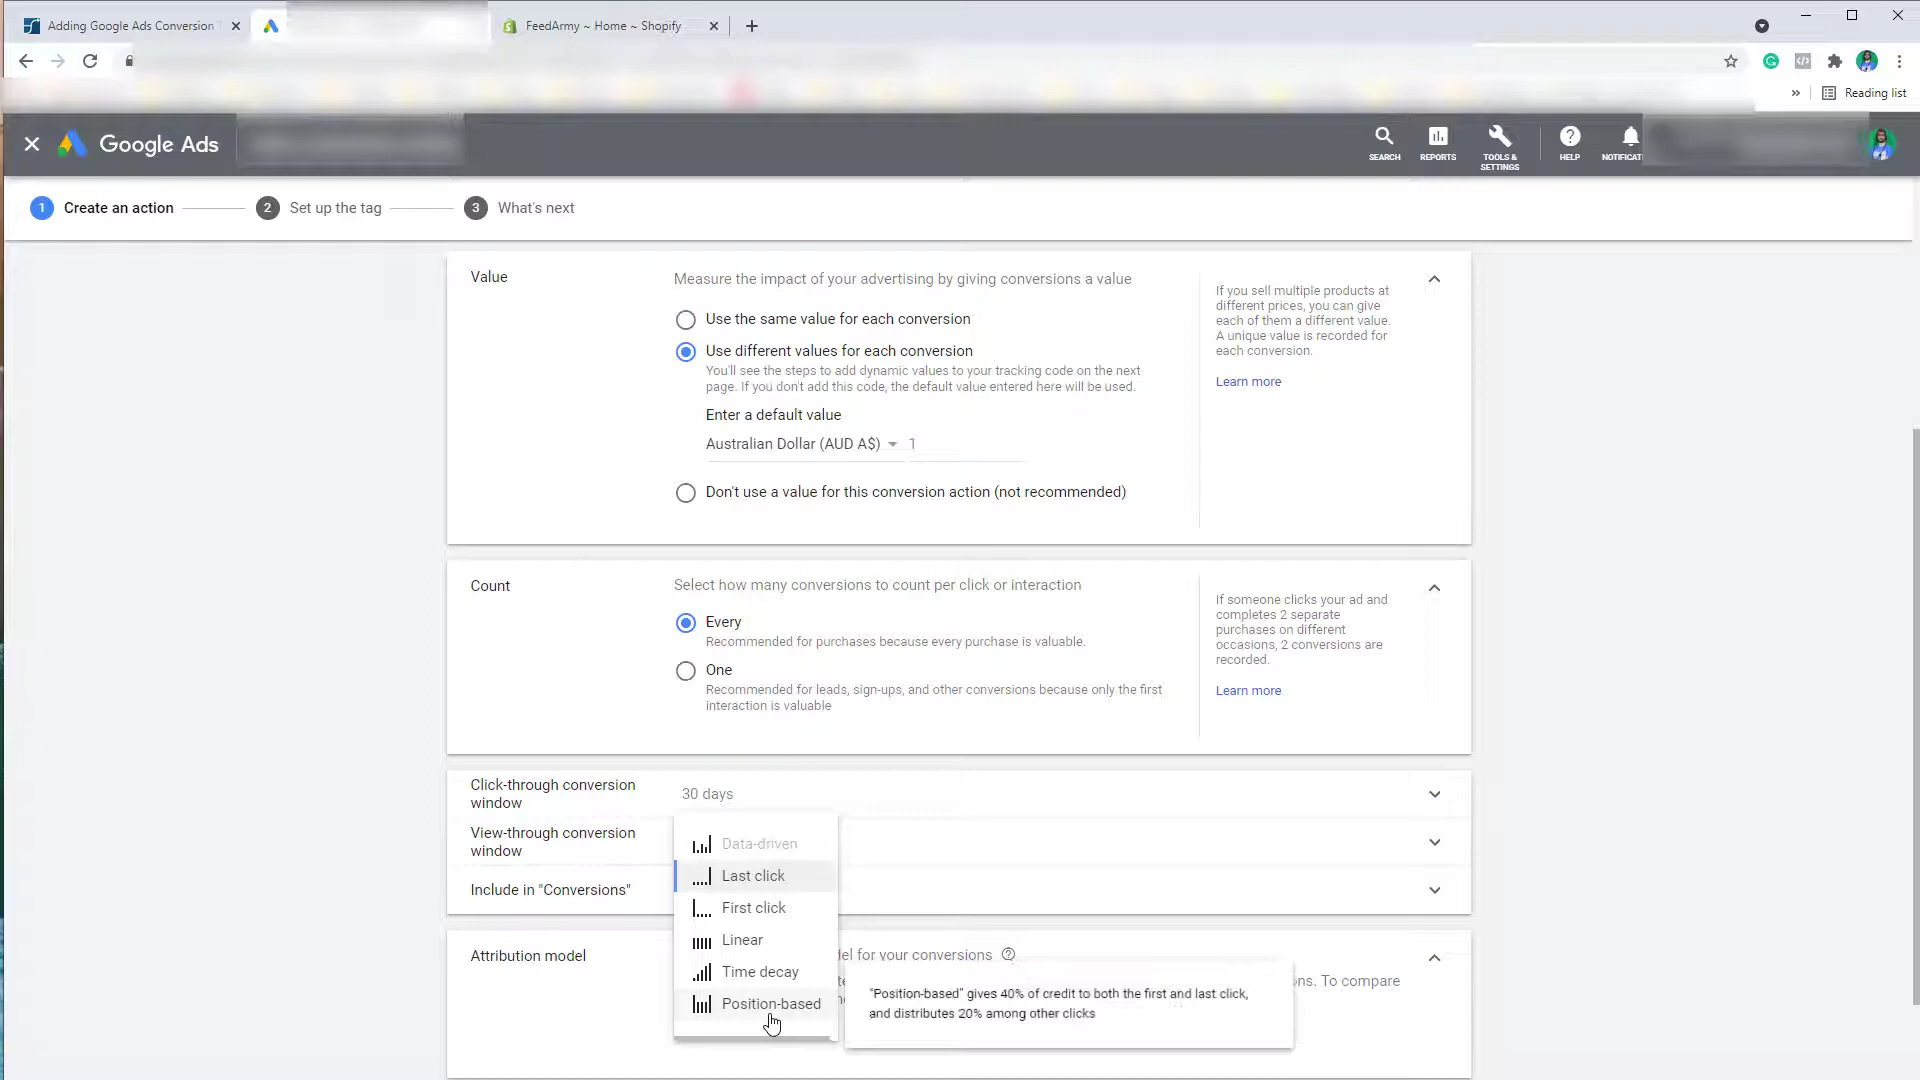 Adding Google Ads Conversion T
FeedArmy ~ Home ~ Shopify
Reading list
Google Ads
SEARCH
REPORTS
TOOLS &
SETTINGS
HELP
NOTIFICAT
1 Create an action
2 Set up the tag
3 What's next
Value
Measure the impact of your advertising by giving conversions a value
Use the same value for each conversion
Use different values for each conversion
You'll see the steps to add dynamic values to your tracking code on the next
page. If you don't add this code, the default value entered here will be used.
Enter a default value
Australian Dollar (AUD A$) 1
Don't use a value for this conversion action (not recommended)
If you sell multiple products at
different prices, you can give
each of them a different value.
A unique value is recorded for
each conversion.
Learn more
Count
Select how many conversions to count per click or interaction
Every
Recommended for purchases because every purchase is valuable.
One
Recommended for leads, sign-ups, and other conversions because only the first
interaction is valuable
If someone clicks your ad and
completes 2 separate
purchases on different
occasions, 2 conversions are
recorded.
Learn more
Click-through conversion
window
30 days
View-through conversion
window
Include in "Conversions"
Data-driven
Last click
First click
Linear
Time decay
Position-based
Attribution model
del for your conversions
ons. To compare
"Position-based" gives 40% of credit to both the first and last click,
and distributes 20% among other clicks